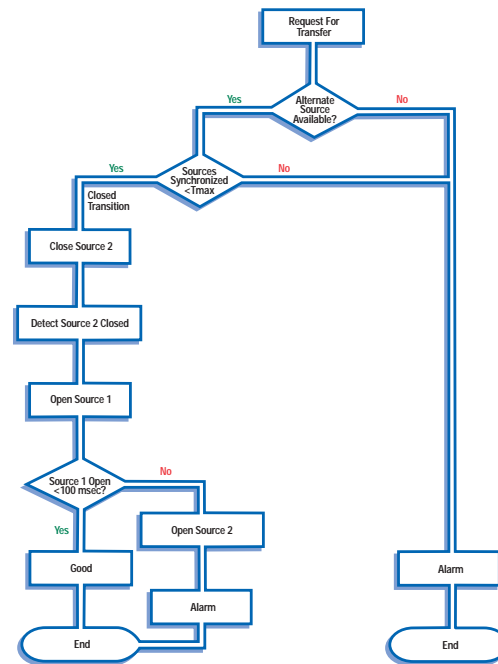 Request For
Transfer
Yes
Alternate
Source
Available?
No
Yes
Sources
Synchronized
<Tmax
No
Closed
Transition
Close Source 2
Detect Source 2 Closed
Open Source 1
Source 1 Open
<100 msec?
No
Yes
Open Source 2
Good
Alarm
Alarm
End
End